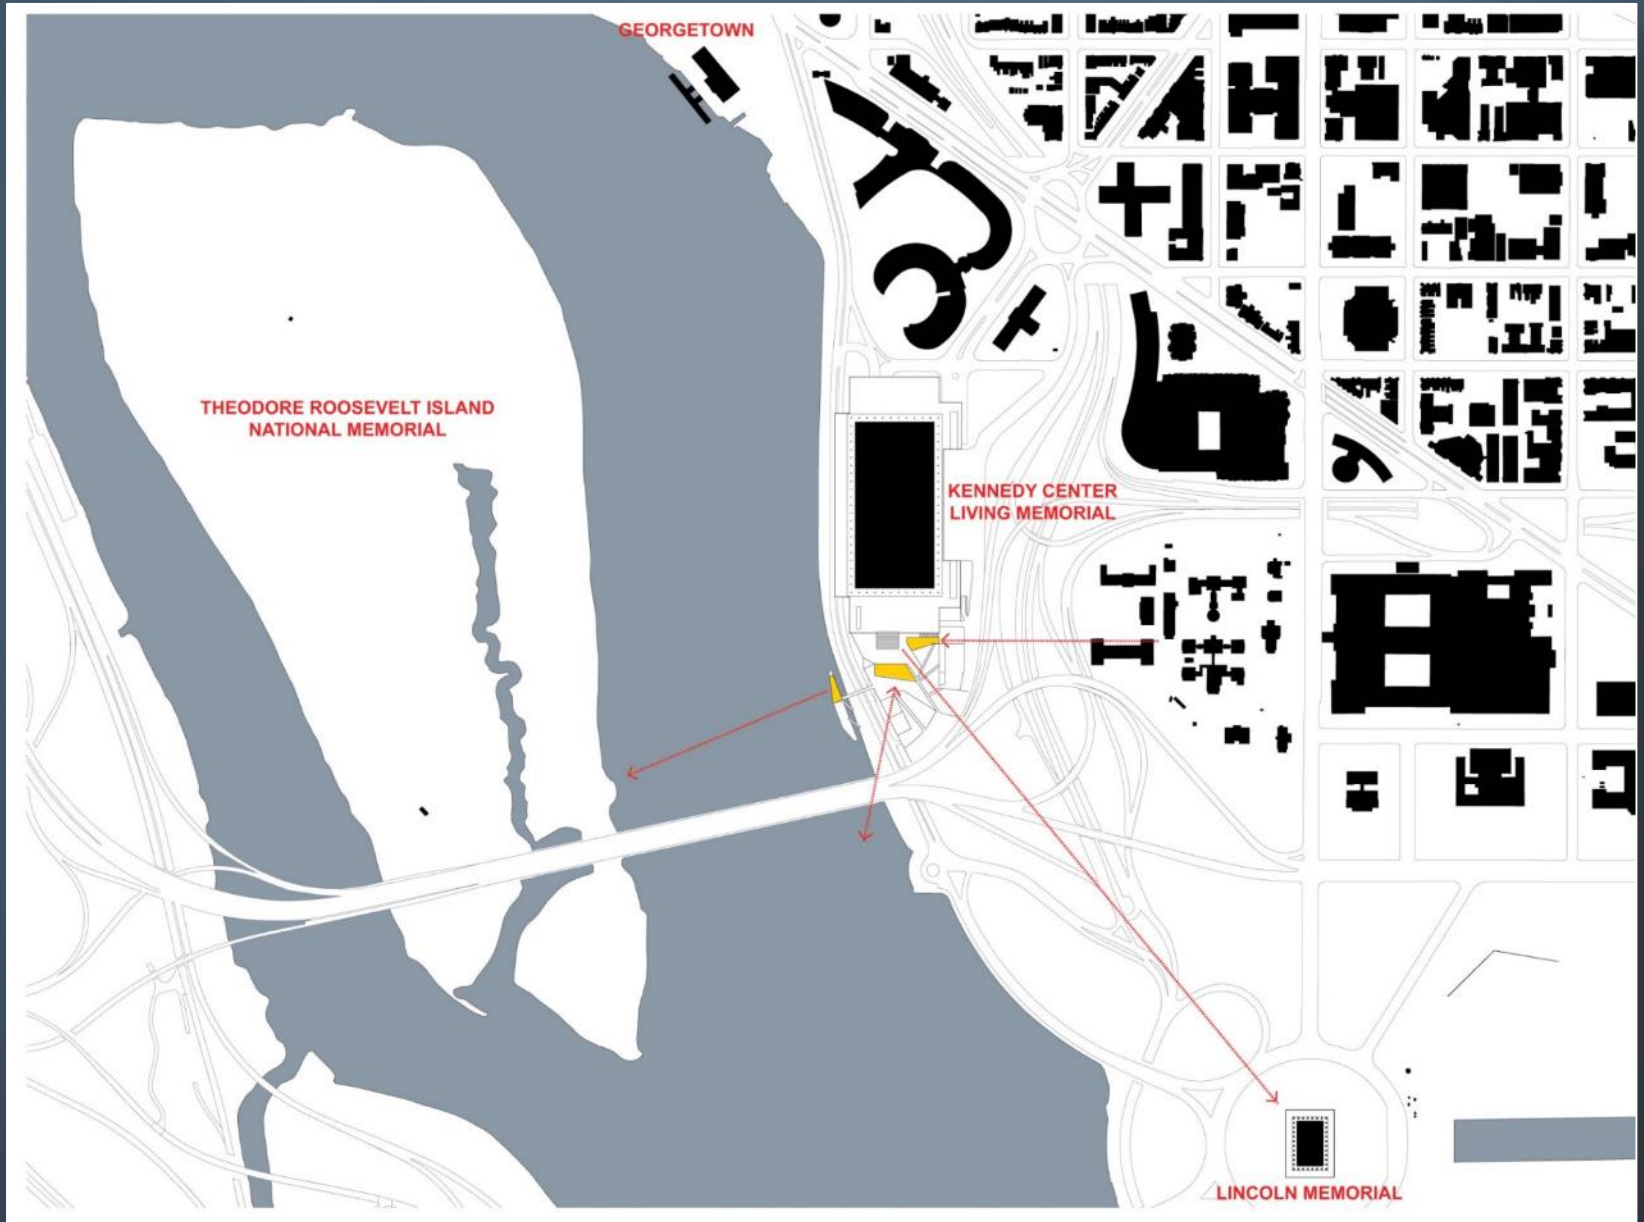 GEORGETOWN
THEODORE ROOSEVELT ISLAND
NATIONAL MEMORIAL
KENNEDY CENTER
LIVING MEMORIAL
LINCOLN MEMORIAL